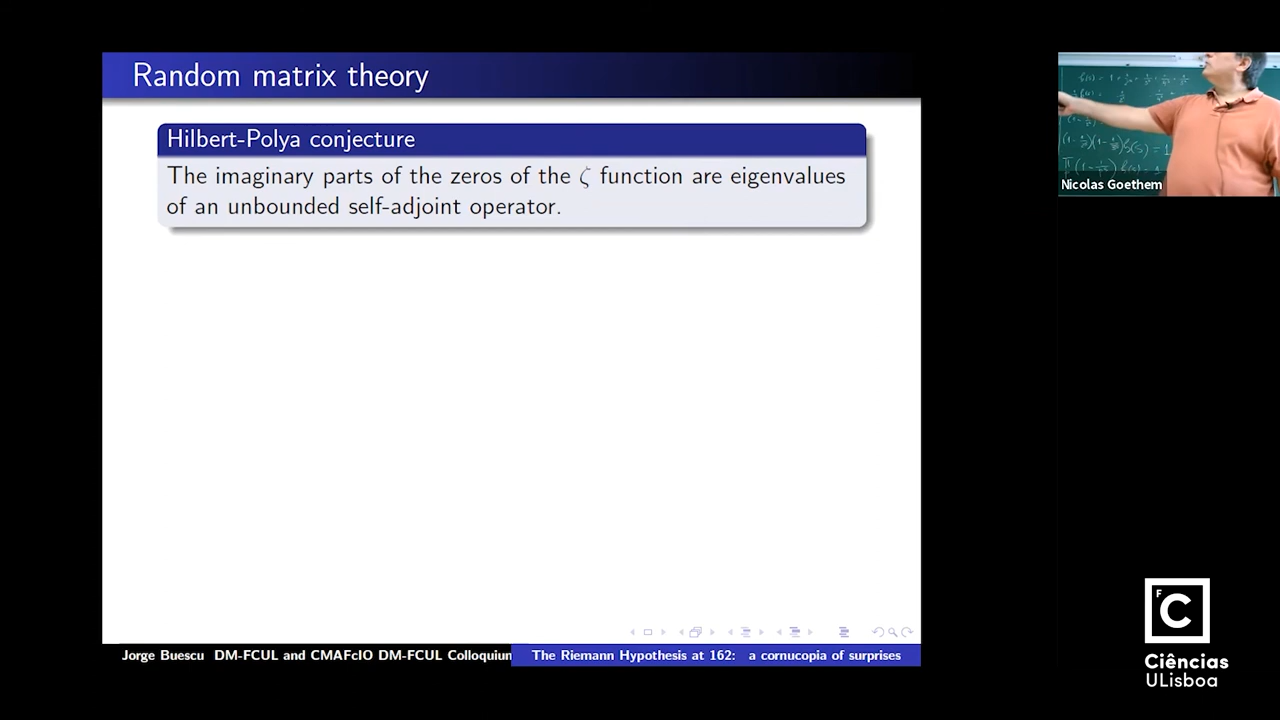 Random matrix theory
Hilbert-Polya conjecture
The imaginary parts of the zeros of the ζ function are eigenvalues
of an unbounded self-adjoint operator.
Nicolas Goethem
Jorge Buescu DM-FCUL and CMAFcIO DM-FCUL Colloquium
The Riemann Hypothesis at 162: a cornucopia of surprises
F
C
Ciências
ULisboa